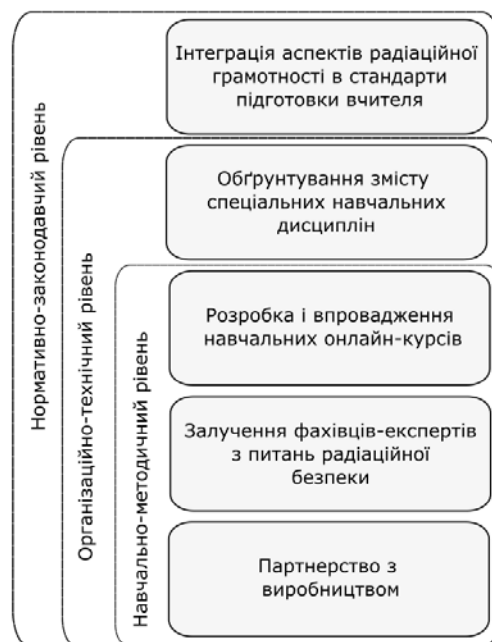 Нормативно-законодавчий рівень
Організаційно-технічний рівень
Навчально-методичний рівень
Інтеграція аспектів радіаційної
грамотності в стандарти
підготовки вчителя
Обґрунтування змісту
спеціальних навчальних
дисциплін
Розробка і впровадження
навчальних онлайн-курсів
Залучення фахівців-експертів
з питань радіаційної
безпеки
Партнерство з
виробництвом